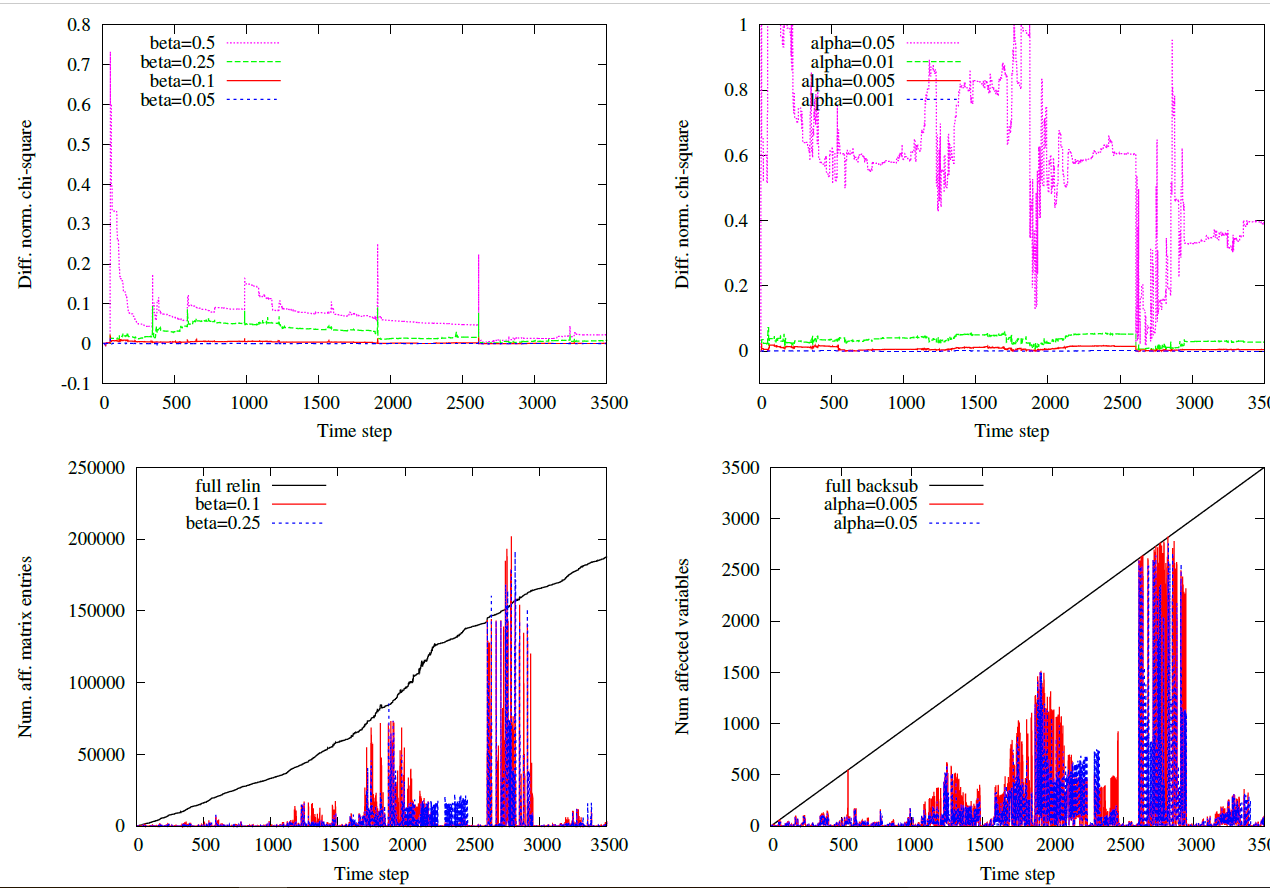 0.8
0.7
0.6
0.5
0.4
0.3
0.2
0.1
0
-0.1
Diff. norm. chi-square
beta=0.5
beta=0.25
beta=0.1
beta=0.05
0 500 1000 1500 2000 2500 3000 3500
Time step
1
0.8
0.6
0.4
0.2
0
Diff. norm. chi-square
alpha=0.05
alpha=0.01
alpha=0.005
alpha=0.001
0 500 1000 1500 2000 2500 3000
Time step
250000
200000
150000
100000
50000
0
Num. aff. matrix entries
full relin
beta=0.1
beta=0.25
0 500 1000 1500 2000 2500 3000 3500
Time step
3500
3000
2500
2000
1500
1000
500
0
Num affected variables
full backsub
alpha=0.005
alpha=0.05
0 500 1000 1500 2000 2500 3000
Time step